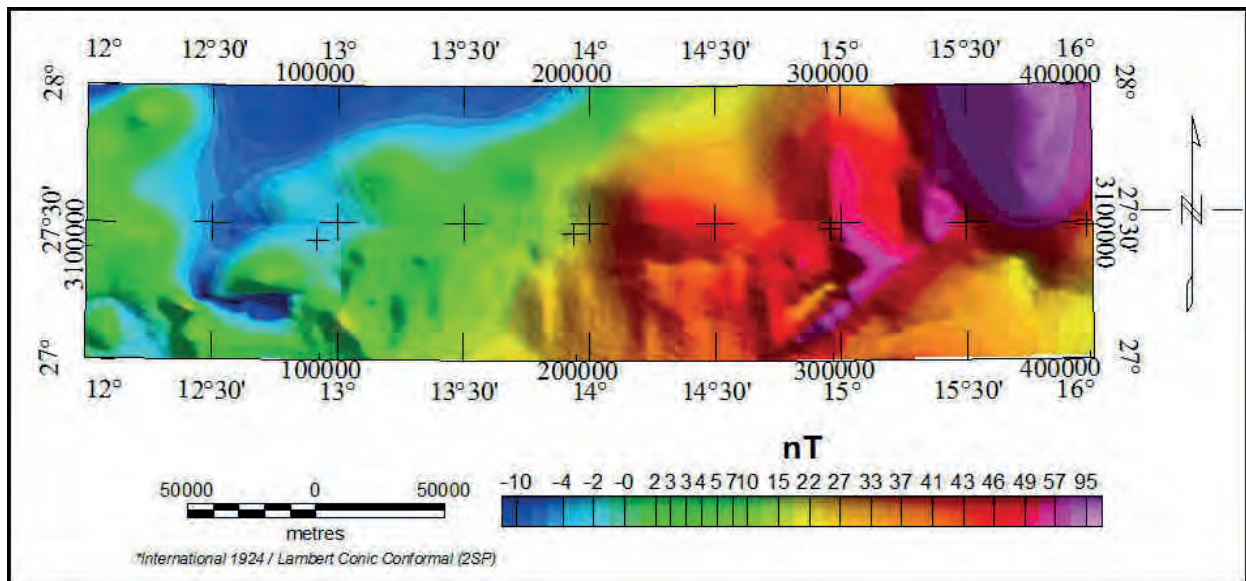 12° 12°30' 13° 13°30' 14° 14°30' 15° 15°30' 16°
100000 200000 300000 400000
28° 28°
27°30' 27°30'
3100000 3100000
N
27° 27°
100000 200000 300000 400000
12° 12°30' 13° 13°30' 14° 14°30' 15° 15°30' 16°
nT
−10 −4 −2 −0 2 3 3 4 5 7 10 15 22 27 33 37 41 43 46 49 57 95
50000 0 50000
metres
*International 1924 / Lambert Conic Conformal (2SP)